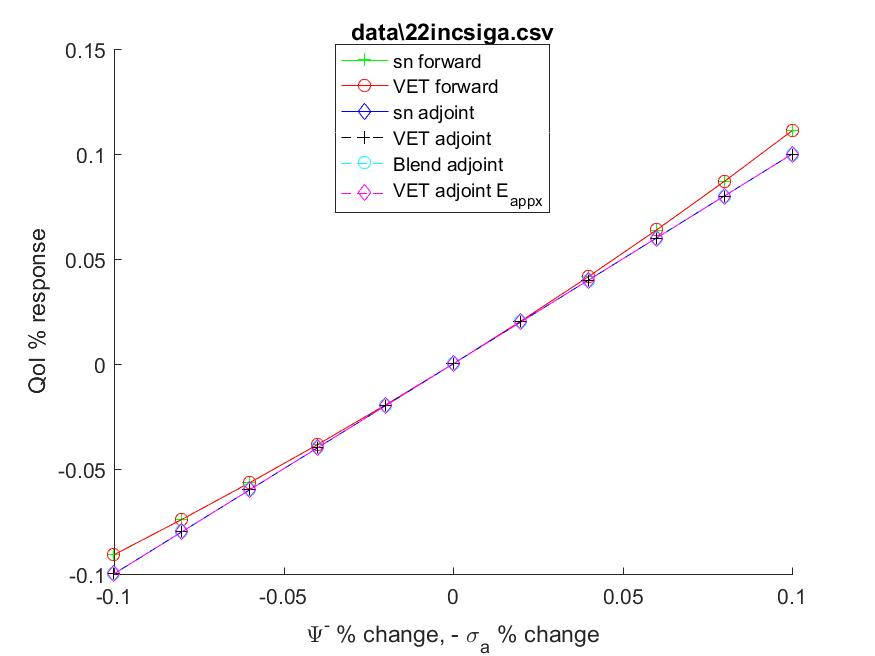 data\22incsiga.csv
sn forward
VET forward
sn adjoint
VET adjoint
Blend adjoint
VET adjoint E_appx
0.15
0.1
0.05
0
-0.05
-0.1
QoI % response
-0.1
-0.05
0
0.05
0.1
Ψ⁻ % change, - σ_a % change